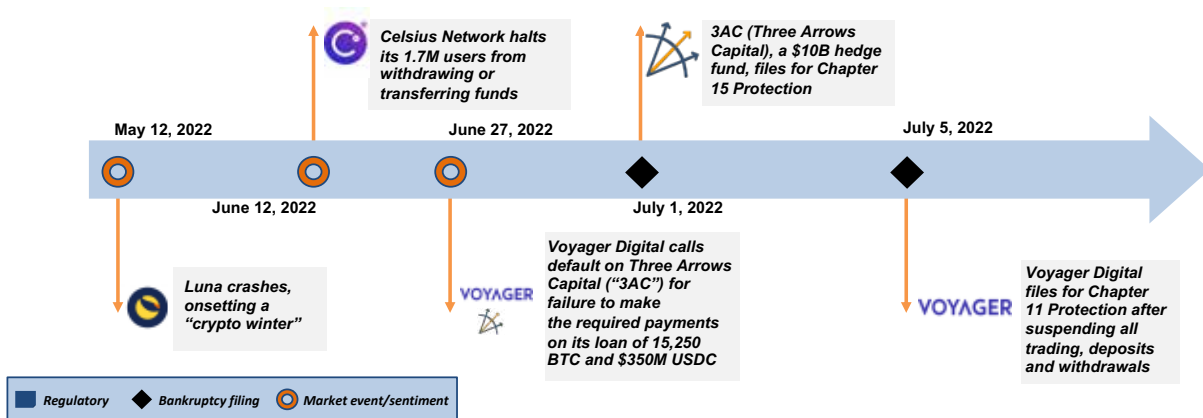 Celsius Network halts
its 1.7M users from
withdrawing or
transferring funds
3AC (Three Arrows
Capital), a $10B hedge
fund, files for Chapter
15 Protection
May 12, 2022
June 27, 2022
July 5, 2022
June 12, 2022
July 1, 2022
Luna crashes,
onsetting a
“crypto winter”
VOYAGER
Voyager Digital calls
default on Three Arrows
Capital (“3AC”) for
failure to make
the required payments
on its loan of 15,250
BTC and $350M USDC
VOYAGER
Voyager Digital
files for Chapter
11 Protection after
suspending all
trading, deposits
and withdrawals
Regulatory
Bankruptcy filing
Market event/sentiment